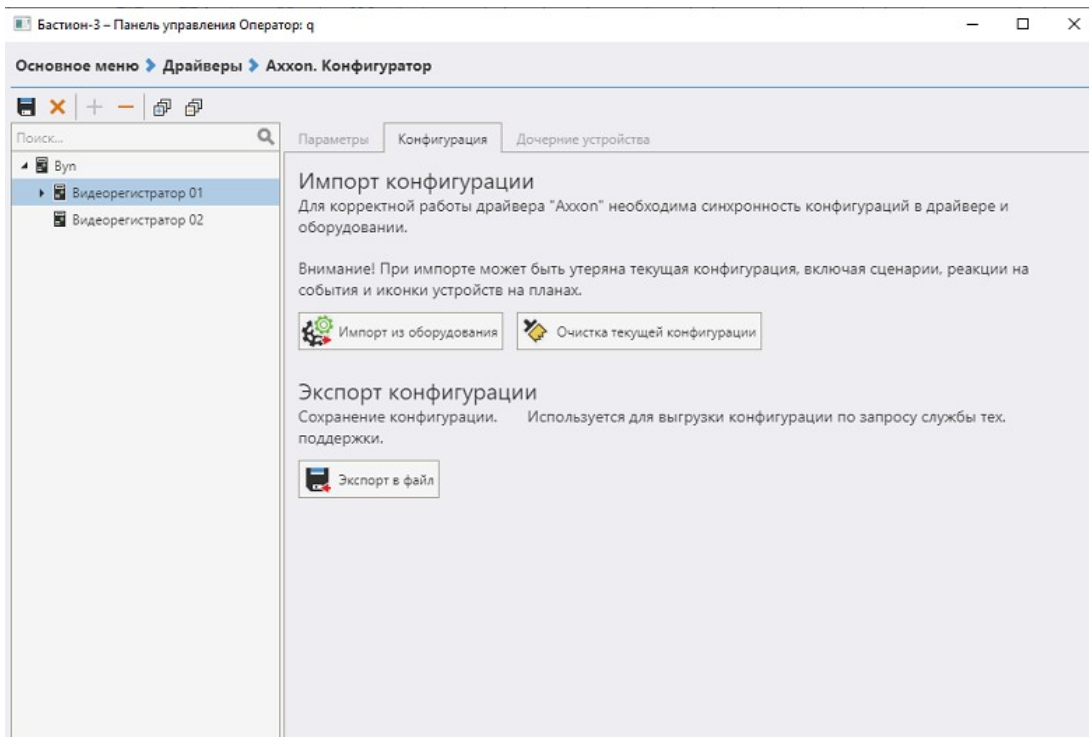 Бастион-3 – Панель управления Оператор: q
Основное меню Драйверы Axxon. Конфигуратор
Поиск...
Вуп
Видеорегистратор 01
Видеорегистратор 02
Параметры Конфигурация Дочерние устройства
Импорт конфигурации
Для корректной работы драйвера "Axxon" необходима синхронность конфигураций в драйвере и
оборудовании.
Внимание! При импорте может быть утеряна текущая конфигурация, включая сценарии, реакции на
события и иконки устройств на планах.
Импорт из оборудования Очистка текущей конфигурации
Экспорт конфигурации
Сохранение конфигурации. Используется для выгрузки конфигурации по запросу службы тех.
поддержки.
Экспорт в файл